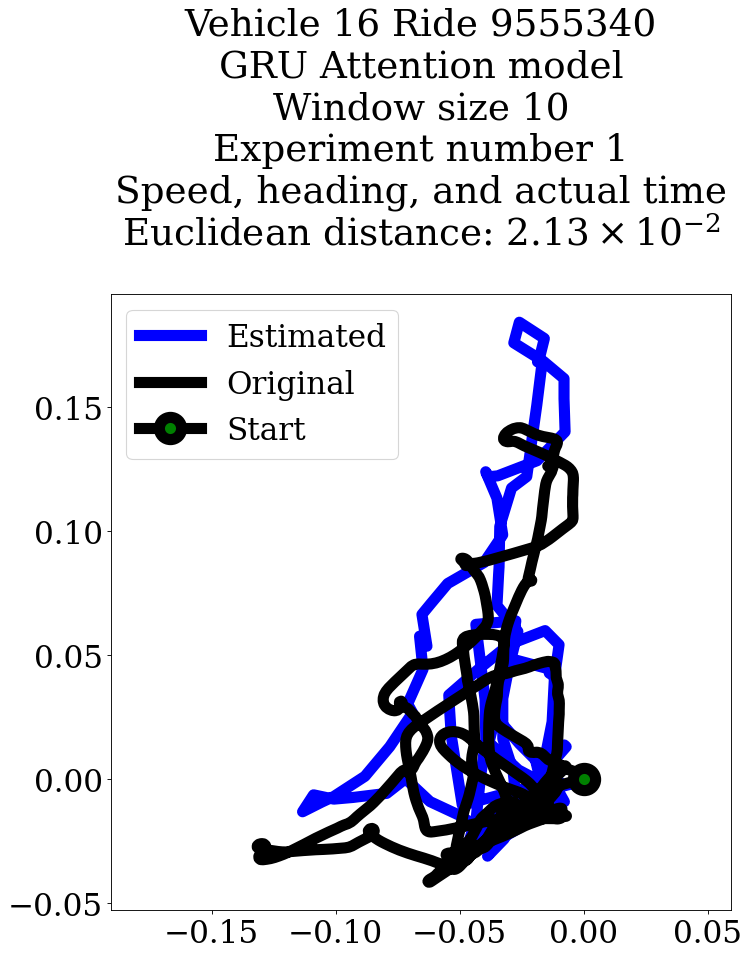 Vehicle 16 Ride 9555340
GRU Attention model
Window size 10
Experiment number 1
Speed, heading, and actual time
Euclidean distance: 2.13 × 10⁻²
Estimated
Original
Start
0.15
0.10
0.05
0.00
−0.05
−0.15
−0.10
−0.05
0.00
0.05